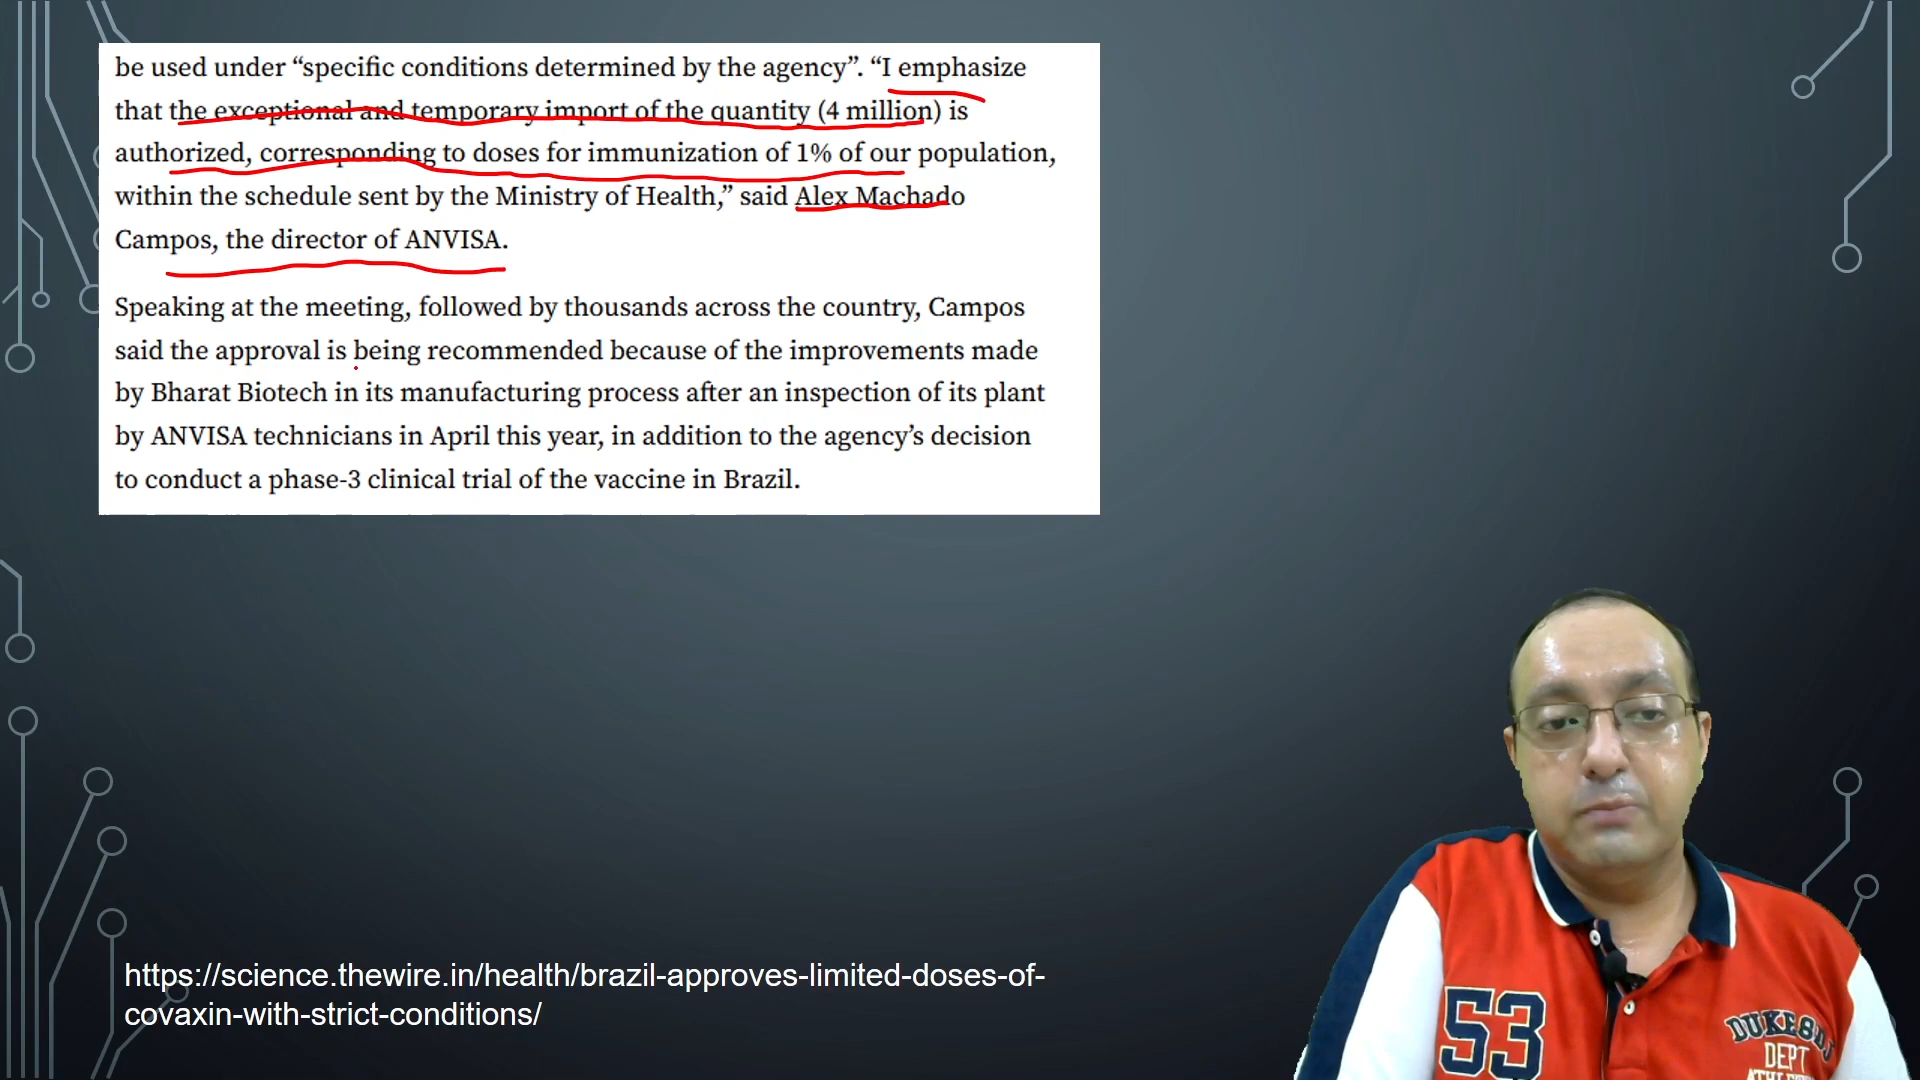 be used under “specific conditions determined by the agency”. “I emphasize
that the exceptional and temporary import of the quantity (4 million) is
authorized, corresponding to doses for immunization of 1% of our population,
within the schedule sent by the Ministry of Health,” said Alex Machado
Campos, the director of ANVISA.
Speaking at the meeting, followed by thousands across the country, Campos
said the approval is being recommended because of the improvements made
by Bharat Biotech in its manufacturing process after an inspection of its plant
by ANVISA technicians in April this year, in addition to the agency’s decision
to conduct a phase-3 clinical trial of the vaccine in Brazil.
https://science.thewire.in/health/brazil-approves-limited-doses-of-
covaxin-with-strict-conditions/
53
DEPT